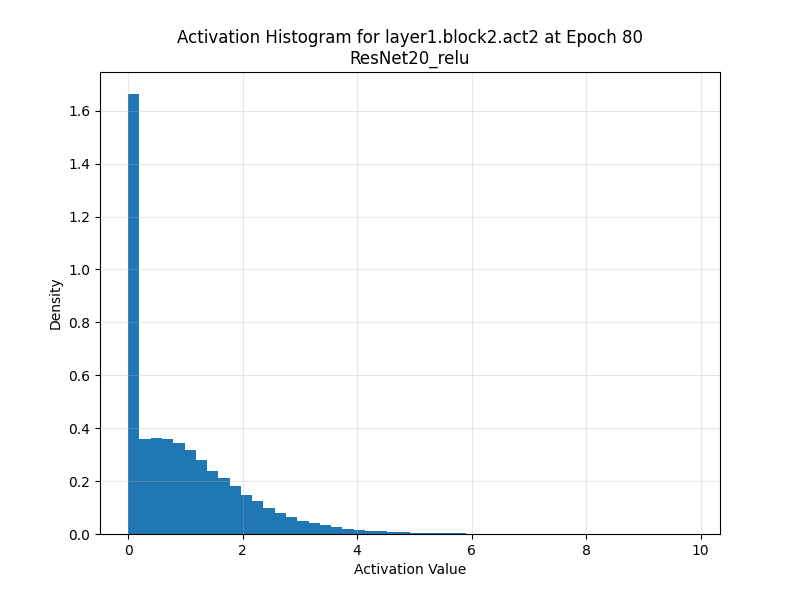 Activation Histogram for layer1.block2.act2 at Epoch 80
ResNet20_relu
1.6
1.4
1.2
1.0
0.8
0.6
0.4
0.2
0.0
Density
0 2 4 6 8 10
Activation Value